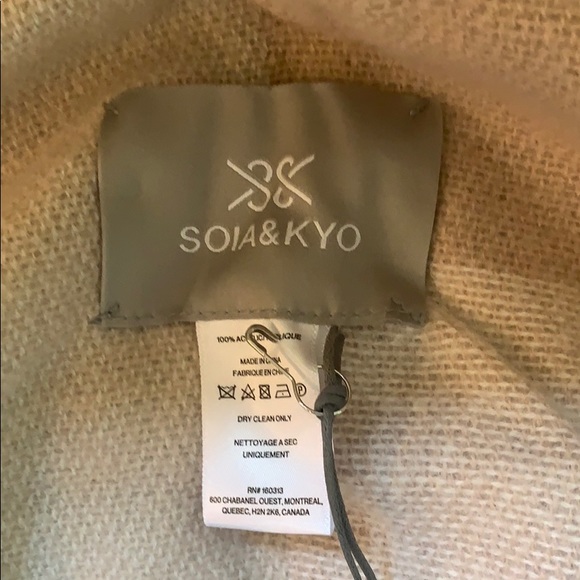 SOIA&KYO
100% AC
MADE IN
FABRIQUE EN
DRY CLEAN ONLY
NETTOYAGE A SEC
UNIQUEMENT
RN# 160313
600 CHABANEL OUEST, MONTREAL,
QUEBEC, H2N 2K6, CANADA